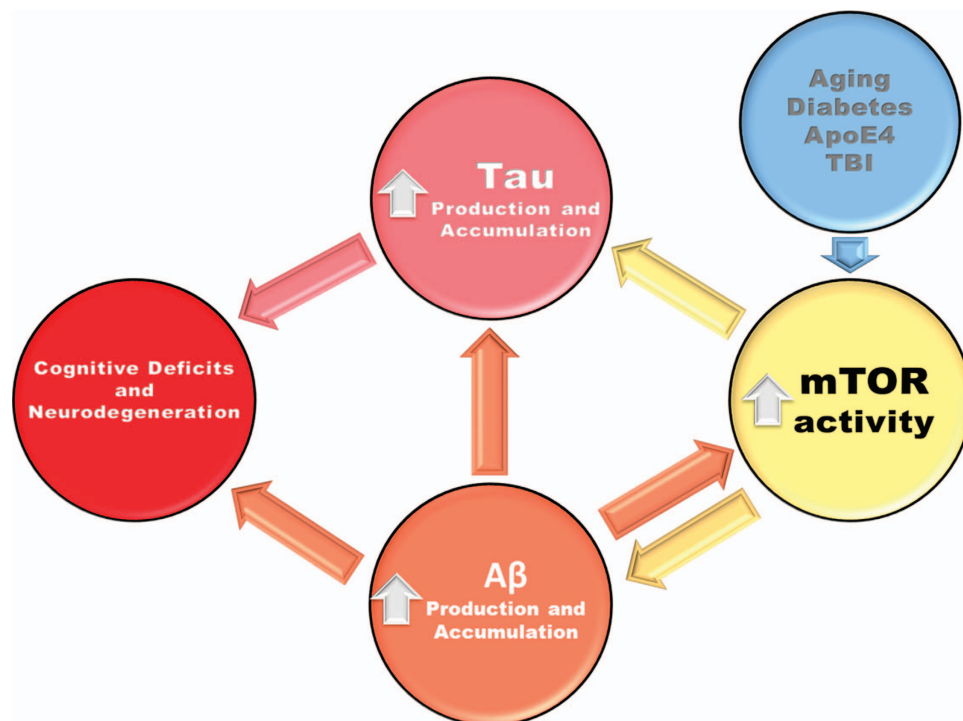 Aging
Diabetes
ApoE4
TBI
Tau
Production and
Accumulation
Cognitive Deficits
and
Neurodegeneration
mTOR
activity
Aβ
Production and
Accumulation